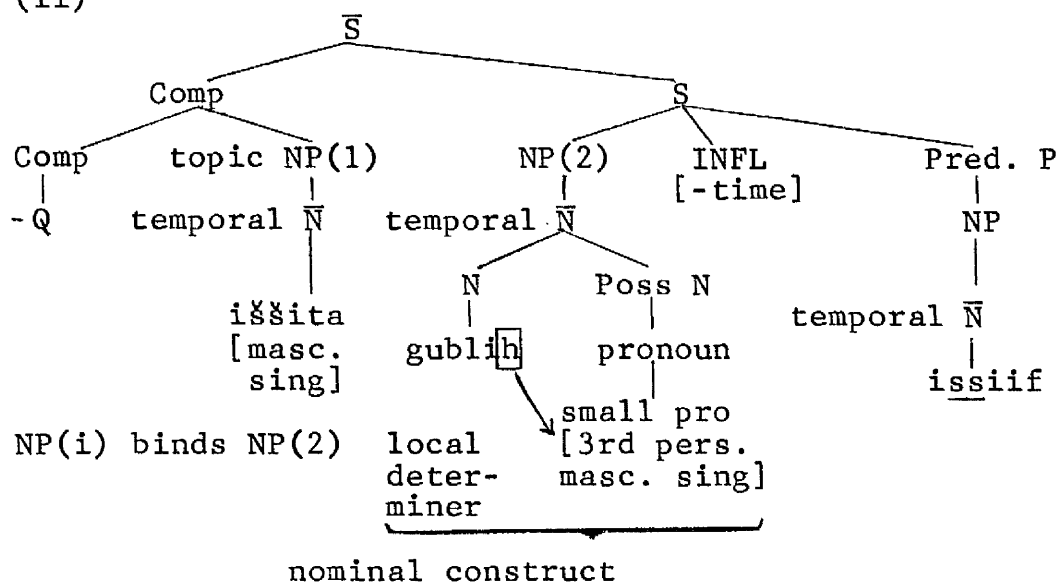 (ii)
S̄
Comp S
Comp topic NP(1) NP(2) INFL Pred. P
[-time]
-Q temporal N̄ temporal N̄ NP
N Poss N
iššita temporal N̄
[masc. gublih pronoun
sing] issiif
small pro
NP(i) binds NP(2) local [3rd pers.
deter- masc. sing]
miner
nominal construct